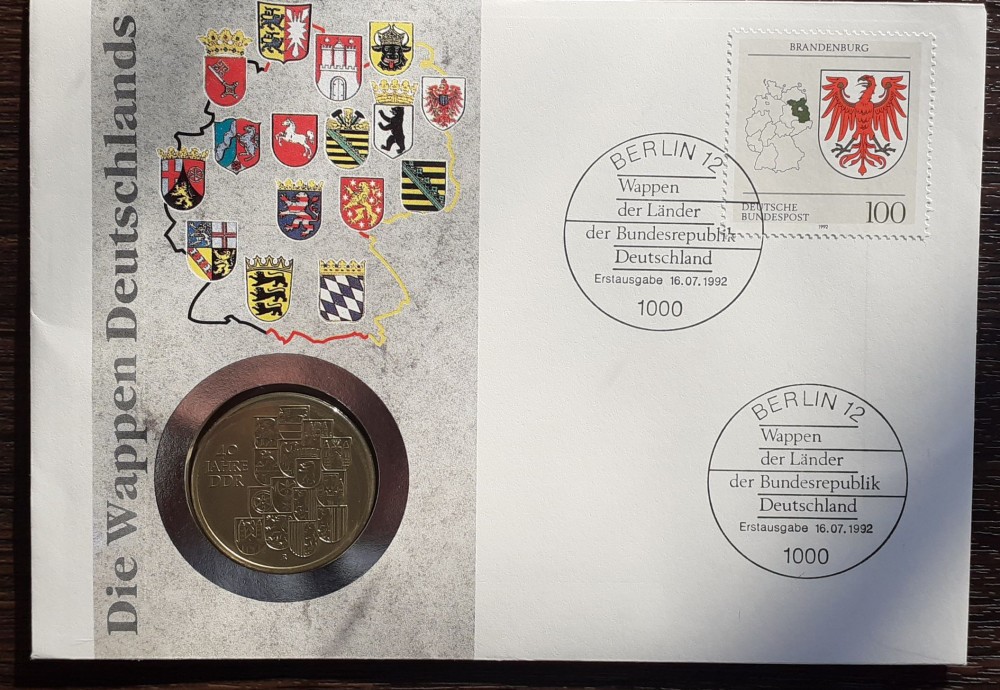 Die Wappen Deutschlands
40
JAHRE
DDR
BRANDENBURG
DEUTSCHE
BUNDESPOST
100
1992
BERLIN 12
Wappen
der Länder
der Bundesrepublik
Deutschland
Erstausgabe 16.07.1992
1000
BERLIN 12
Wappen
der Länder
der Bundesrepublik
Deutschland
Erstausgabe 16.07.1992
1000